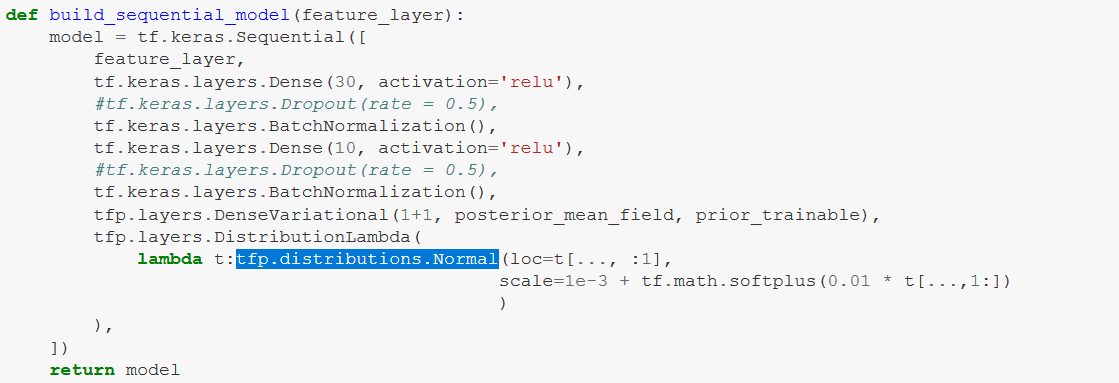 def build_sequential_model(feature_layer):
    model = tf.keras.Sequential([
        feature_layer,
        tf.keras.layers.Dense(30, activation='relu'),
        #tf.keras.layers.Dropout(rate = 0.5),
        tf.keras.layers.BatchNormalization(),
        tf.keras.layers.Dense(10, activation='relu'),
        #tf.keras.layers.Dropout(rate = 0.5),
        tf.keras.layers.BatchNormalization(),
        tfp.layers.DenseVariational(1+1, posterior_mean_field, prior_trainable),
        tfp.layers.DistributionLambda(
            lambda t:tfp.distributions.Normal(loc=t[..., :1],
                                              scale=1e-3 + tf.math.softplus(0.01 * t[...,1:])
                                              )
        ),
    ])
    return model